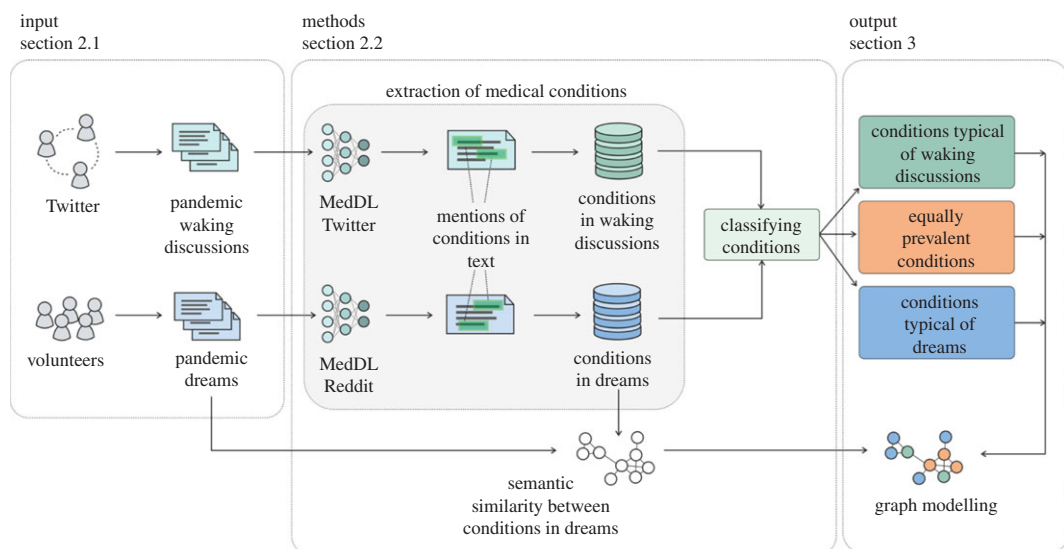 input
section 2.1
methods
section 2.2
output
section 3
extraction of medical conditions
Twitter
pandemic
waking
discussions
MedDL
Twitter
mentions of
conditions in
text
conditions
in waking
discussions
classifying
conditions
conditions typical
of waking
discussions
equally
prevalent
conditions
conditions
typical of
dreams
volunteers
pandemic
dreams
MedDL
Reddit
conditions
in dreams
semantic
similarity between
conditions in dreams
graph modelling